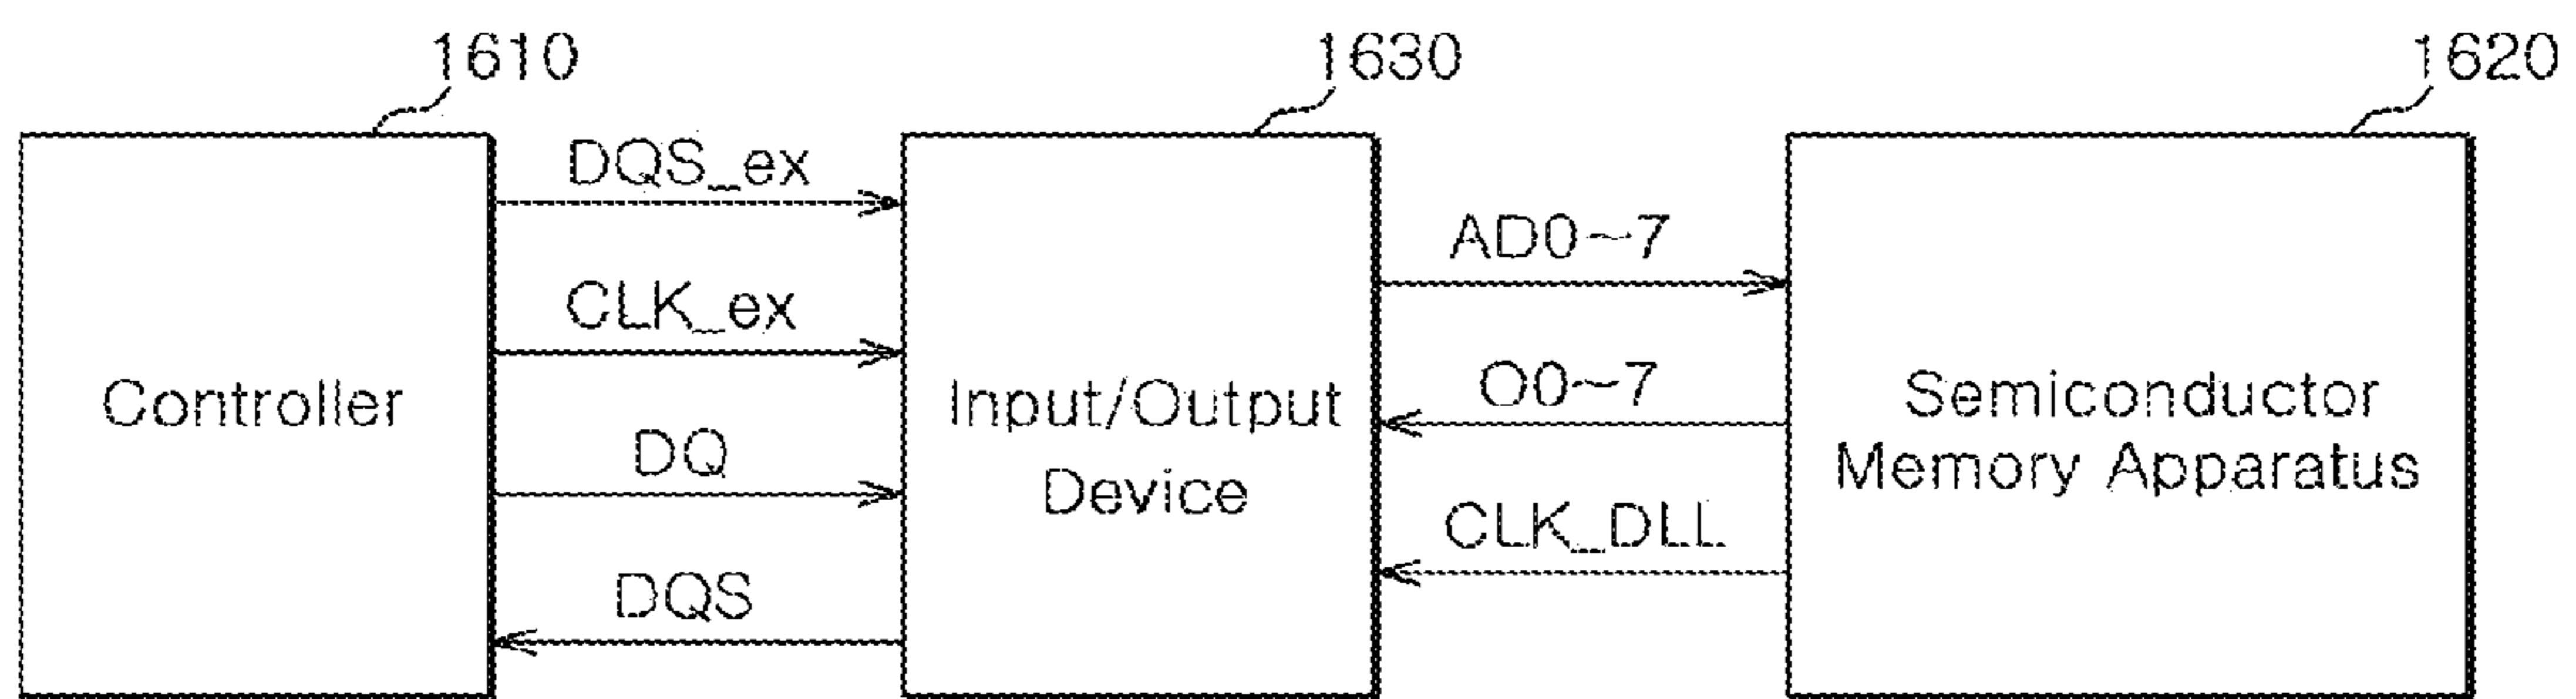 1610
1630
1620
DQS_ex
CLK_ex
DQ
DQS
AD0~7
O0~7
CLK_DLL
Controller
Input/Output
Device
Semiconductor
Memory Apparatus